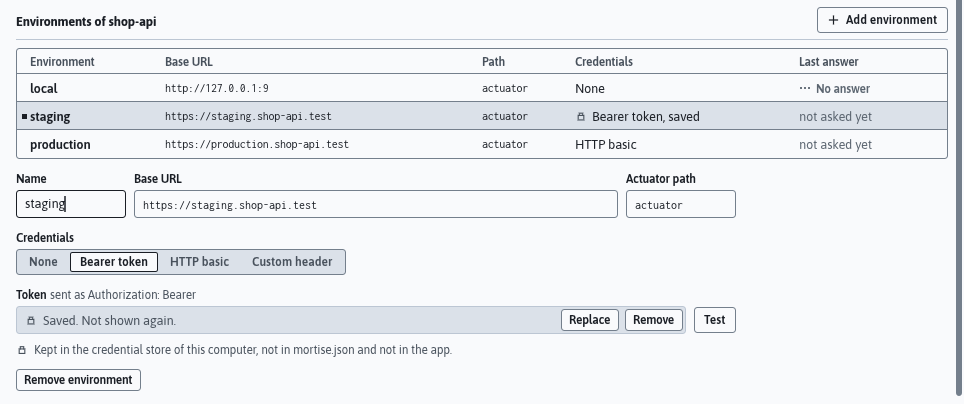 Environments of shop-api
+ Add environment
Environment Base URL Path Credentials Last answer
local http://127.0.0.1:9 actuator None ··· No answer
staging https://staging.shop-api.test actuator Bearer token, saved not asked yet
production https://production.shop-api.test actuator HTTP basic not asked yet
Name Base URL Actuator path
staging https://staging.shop-api.test actuator
Credentials
None Bearer token HTTP basic Custom header
Token sent as Authorization: Bearer
Saved. Not shown again. Replace Remove Test
Kept in the credential store of this computer, not in mortise.json and not in the app.
Remove environment